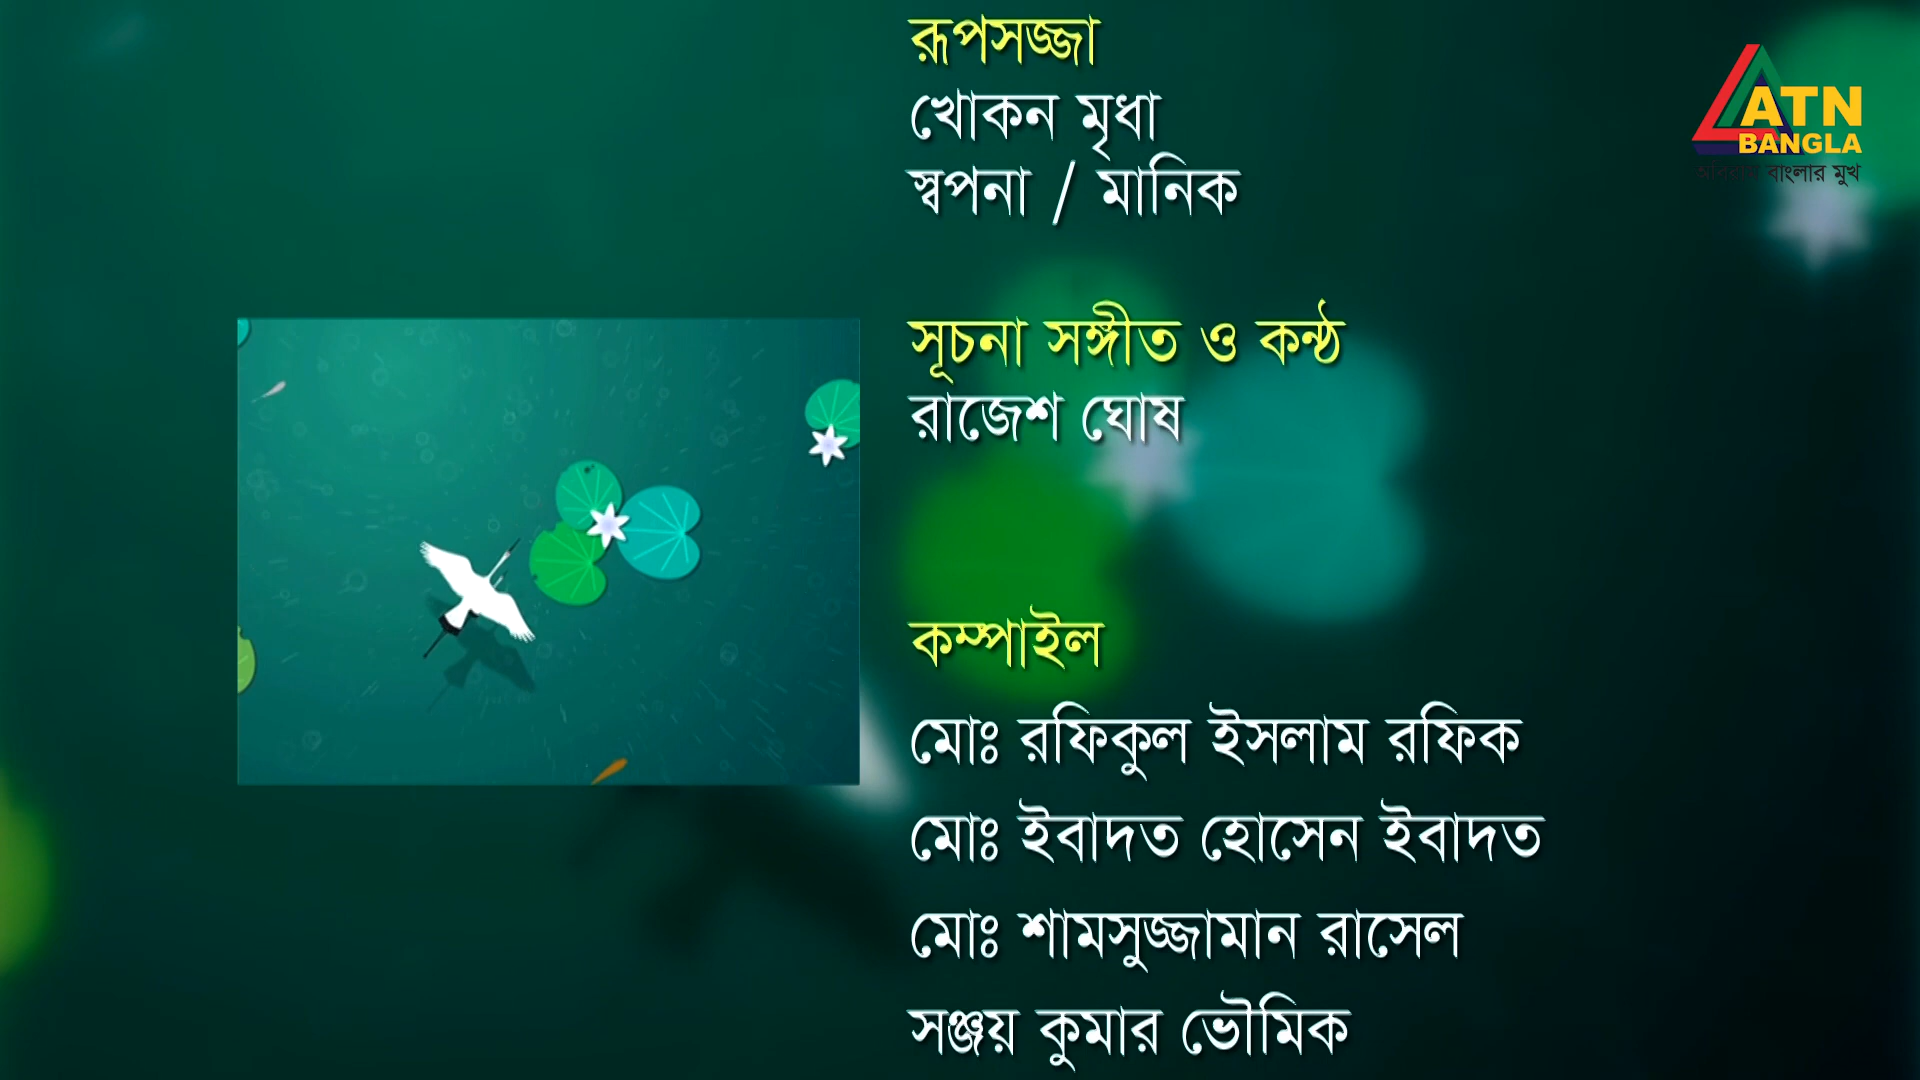 রূপসজ্জা
খোকন মৃধা
স্বপনা / মানিক
সূচনা সঙ্গীত ও কন্ঠ
রাজেশ ঘোষ
কম্পাইল
মোঃ রফিকুল ইসলাম রফিক
মোঃ ইবাদত হোসেন ইবাদত
মোঃ শামসুজ্জামান রাসেল
সঞ্জয় কুমার ভৌমিক
ATN
BANGLA
অবিরাম বাংলার মুখ